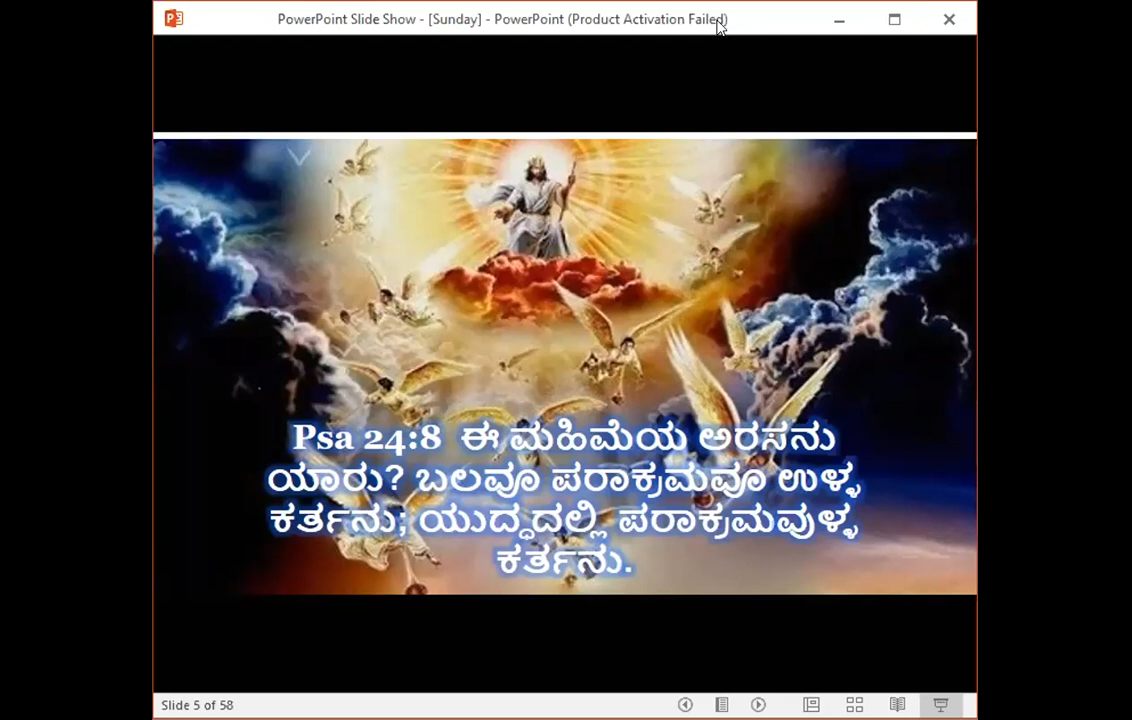 PowerPoint Slide Show - [Sunday] - PowerPoint (Product Activation Failed)
Psa 24:8 ಈ ಮಹಿಮೆಯ ಅರಸನು
ಯಾರು? ಬಲವೂ ಪರಾಕ್ರಮವೂ ಉಳ್ಳ
ಕರ್ತನು; ಯುದ್ದದಲ್ಲಿ ಪರಾಕ್ರಮವುಳ್ಳ
ಕರ್ತನು.
Slide 5 of 58